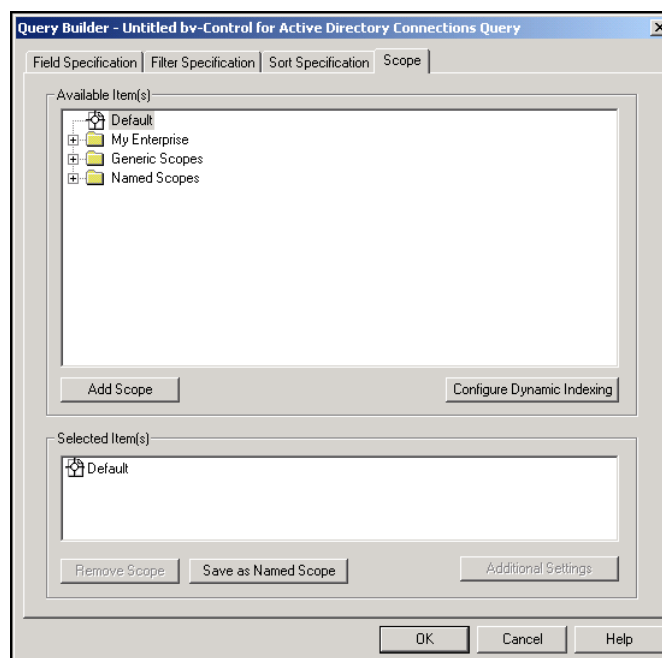 Query Builder - Untitled bv-Control for Active Directory Connections Query
Field Specification Filter Specification Sort Specification Scope
Available Item(s)
Default
My Enterprise
Generic Scopes
Named Scopes
Add Scope Configure Dynamic Indexing
Selected Item(s)
Default
Remove Scope Save as Named Scope Additional Settings
OK Cancel Help